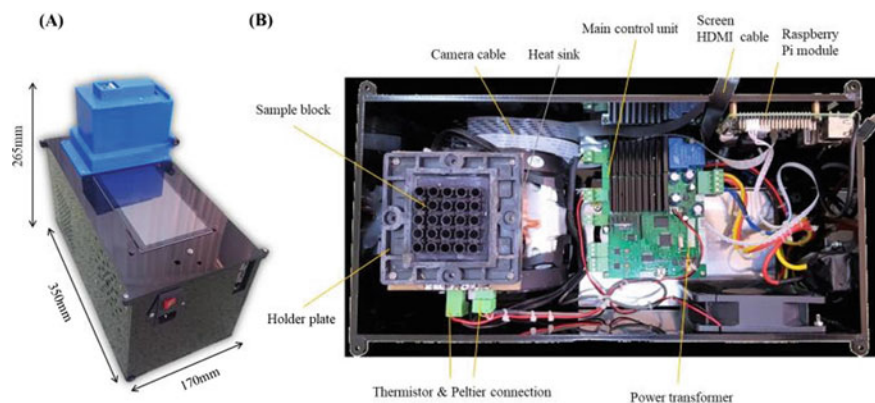 (A)
265mm
350mm
170mm
(B)
Main control unit
Screen
HDMI cable
Raspberry
Pi module
Camera cable
Heat sink
Sample block
Holder plate
Thermistor & Peltier connection
Power transformer